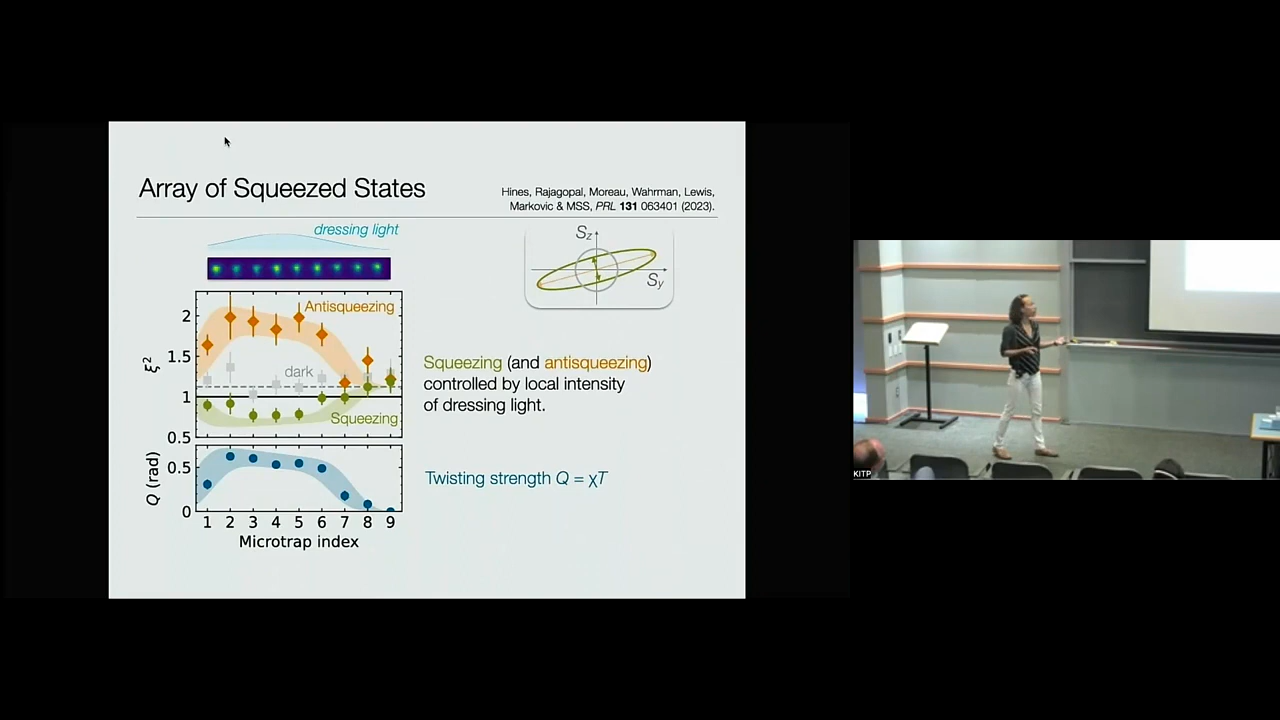 Array of Squeezed States
Hines, Rajagopal, Moreau, Wahrman, Lewis,
Markovic & MSS, PRL 131 063401 (2023).
dressing light
Sz
Sy
Antisqueezing
2
1.5
ξ2
dark
1
Squeezing
0.5
Squeezing (and antisqueezing)
controlled by local intensity
of dressing light.
0.5
Q (rad)
0
Twisting strength Q = χT
1 2 3 4 5 6 7 8 9
Microtrap index
KITP